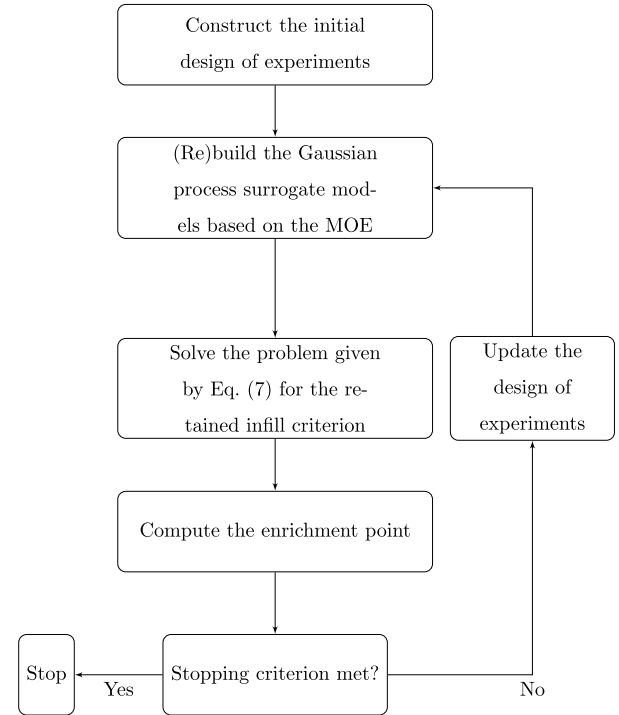 Construct the initial
design of experiments
(Re)build the Gaussian
process surrogate mod-
els based on the MOE
Solve the problem given
by Eq. (7) for the re-
tained infill criterion
Update the
design of
experiments
Compute the enrichment point
Stop
Yes
Stopping criterion met?
No